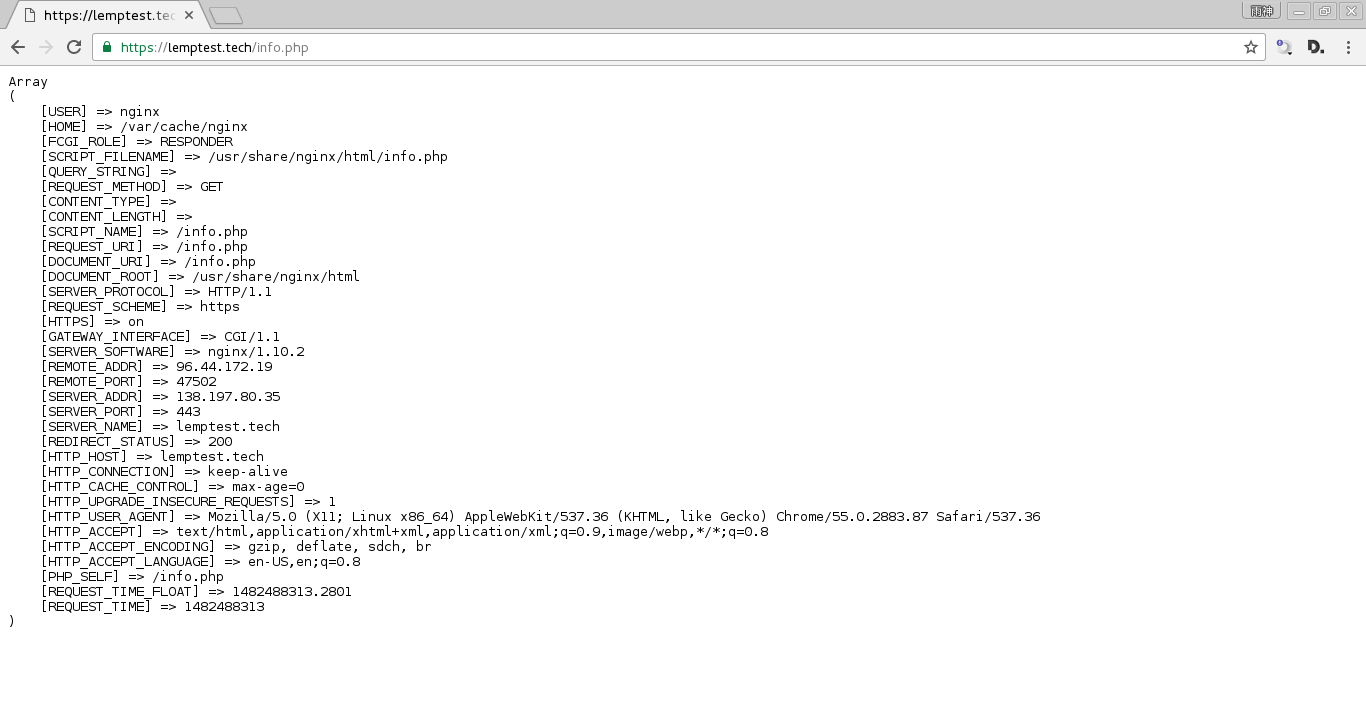 https://lemptest.tec
雨神
https://lemptest.tech/info.php
D.
Array
(
    [USER] => nginx
    [HOME] => /var/cache/nginx
    [FCGI_ROLE] => RESPONDER
    [SCRIPT_FILENAME] => /usr/share/nginx/html/info.php
    [QUERY_STRING] =>
    [REQUEST_METHOD] => GET
    [CONTENT_TYPE] =>
    [CONTENT_LENGTH] =>
    [SCRIPT_NAME] => /info.php
    [REQUEST_URI] => /info.php
    [DOCUMENT_URI] => /info.php
    [DOCUMENT_ROOT] => /usr/share/nginx/html
    [SERVER_PROTOCOL] => HTTP/1.1
    [REQUEST_SCHEME] => https
    [HTTPS] => on
    [GATEWAY_INTERFACE] => CGI/1.1
    [SERVER_SOFTWARE] => nginx/1.10.2
    [REMOTE_ADDR] => 96.44.172.19
    [REMOTE_PORT] => 47502
    [SERVER_ADDR] => 138.197.80.35
    [SERVER_PORT] => 443
    [SERVER_NAME] => lemptest.tech
    [REDIRECT_STATUS] => 200
    [HTTP_HOST] => lemptest.tech
    [HTTP_CONNECTION] => keep-alive
    [HTTP_CACHE_CONTROL] => max-age=0
    [HTTP_UPGRADE_INSECURE_REQUESTS] => 1
    [HTTP_USER_AGENT] => Mozilla/5.0 (X11; Linux x86_64) AppleWebKit/537.36 (KHTML, like Gecko) Chrome/55.0.2883.87 Safari/537.36
    [HTTP_ACCEPT] => text/html,application/xhtml+xml,application/xml;q=0.9,image/webp,*/*;q=0.8
    [HTTP_ACCEPT_ENCODING] => gzip, deflate, sdch, br
    [HTTP_ACCEPT_LANGUAGE] => en-US,en;q=0.8
    [PHP_SELF] => /info.php
    [REQUEST_TIME_FLOAT] => 1482488313.2801
    [REQUEST_TIME] => 1482488313
)